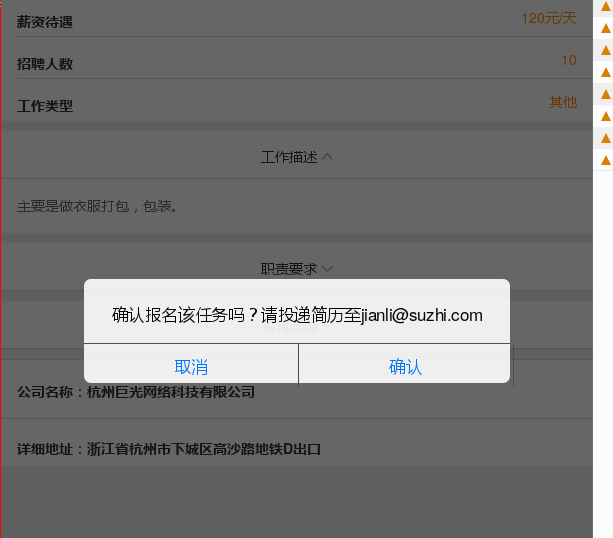 薪资待遇 120元/天
招聘人数 10
工作类型 其他
工作描述
主要是做衣服打包，包装。
职责要求
确认报名该任务吗？请投递简历至jianli@suzhi.com
取消 确认
公司名称：杭州巨光网络科技有限公司
详细地址：浙江省杭州市下城区高沙路地铁D出口